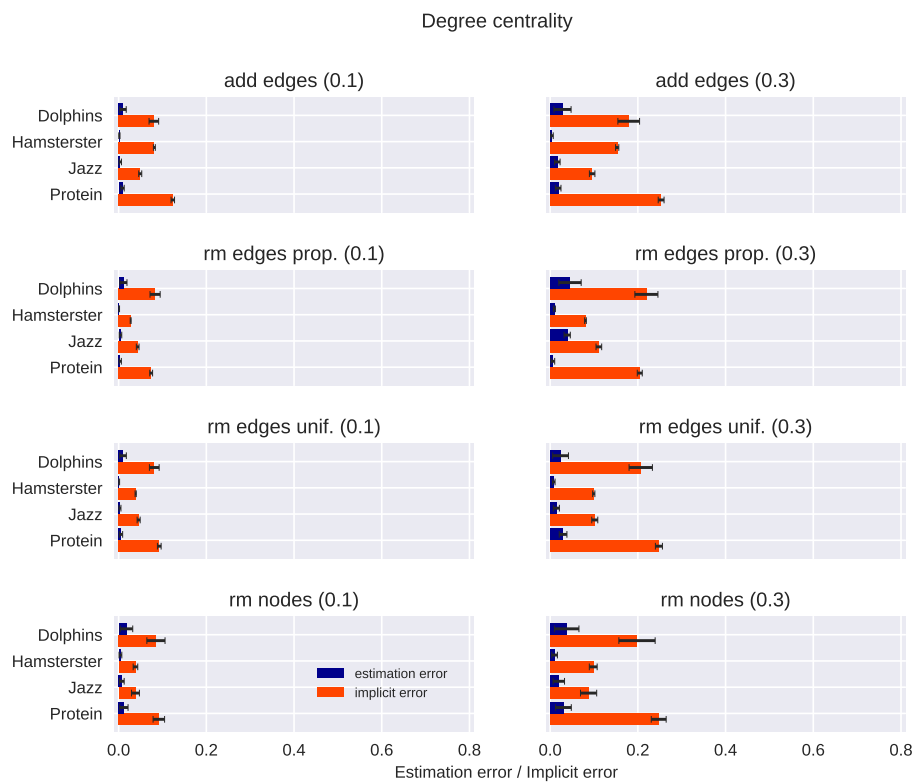 Degree centrality
add edges (0.1)
add edges (0.3)
Dolphins
Hamsterster
Jazz
Protein
rm edges prop. (0.1)
rm edges prop. (0.3)
Dolphins
Hamsterster
Jazz
Protein
rm edges unif. (0.1)
rm edges unif. (0.3)
Dolphins
Hamsterster
Jazz
Protein
rm nodes (0.1)
rm nodes (0.3)
Dolphins
Hamsterster
Jazz
Protein
estimation error
implicit error
0.0 0.2 0.4 0.6 0.8
0.0 0.2 0.4 0.6 0.8
Estimation error / Implicit error